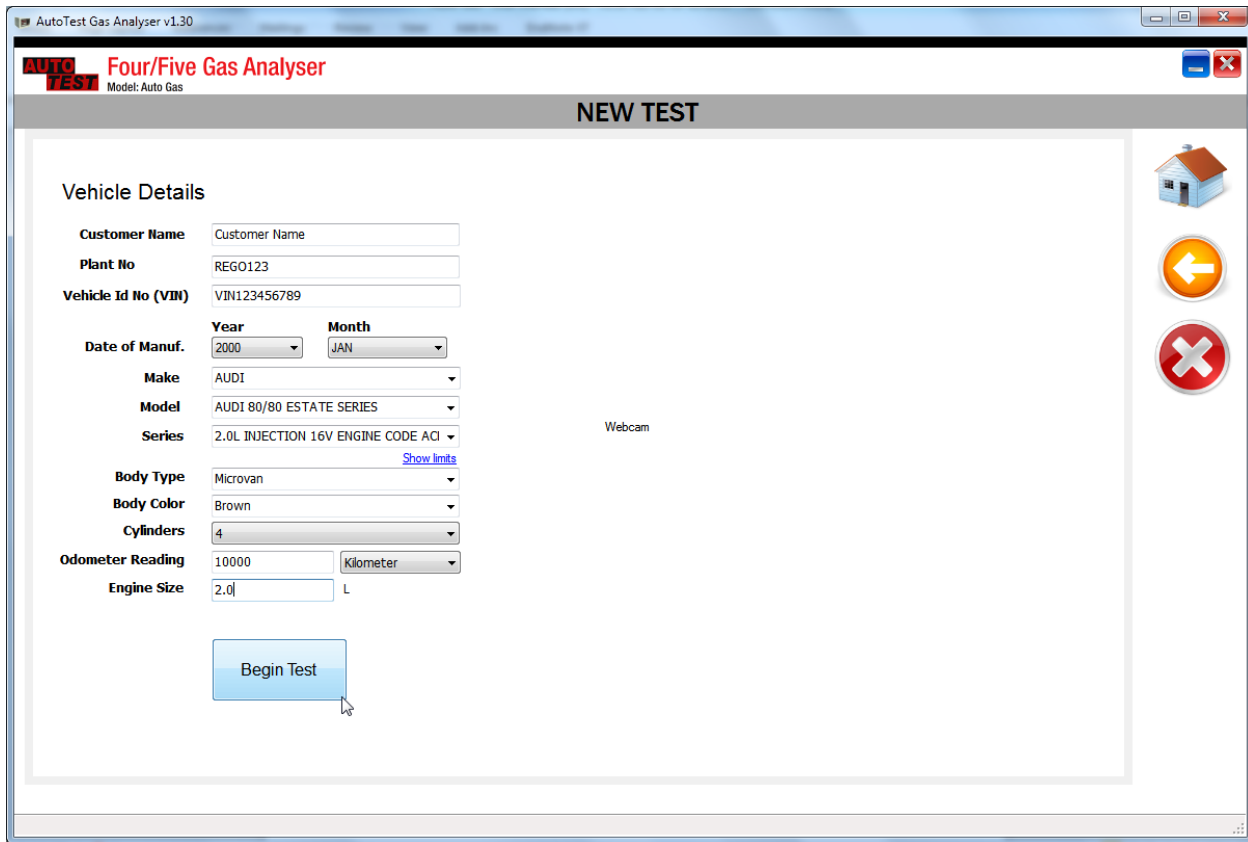 AutoTest Gas Analyser v1.30
AUTO
TEST
Four/Five Gas Analyser
Model: Auto Gas
NEW TEST
Vehicle Details
Customer Name Customer Name
Plant No REGO123
Vehicle Id No (VIN) VIN123456789
Year Month
Date of Manuf. 2000 JAN
Make AUDI
Model AUDI 80/80 ESTATE SERIES
Series 2.0L INJECTION 16V ENGINE CODE
Webcam
Show limits
Body Type Microvan
Body Color Brown
Cylinders 4
Odometer Reading 10000 Kilometer
Engine Size 2.0 L
Begin Test